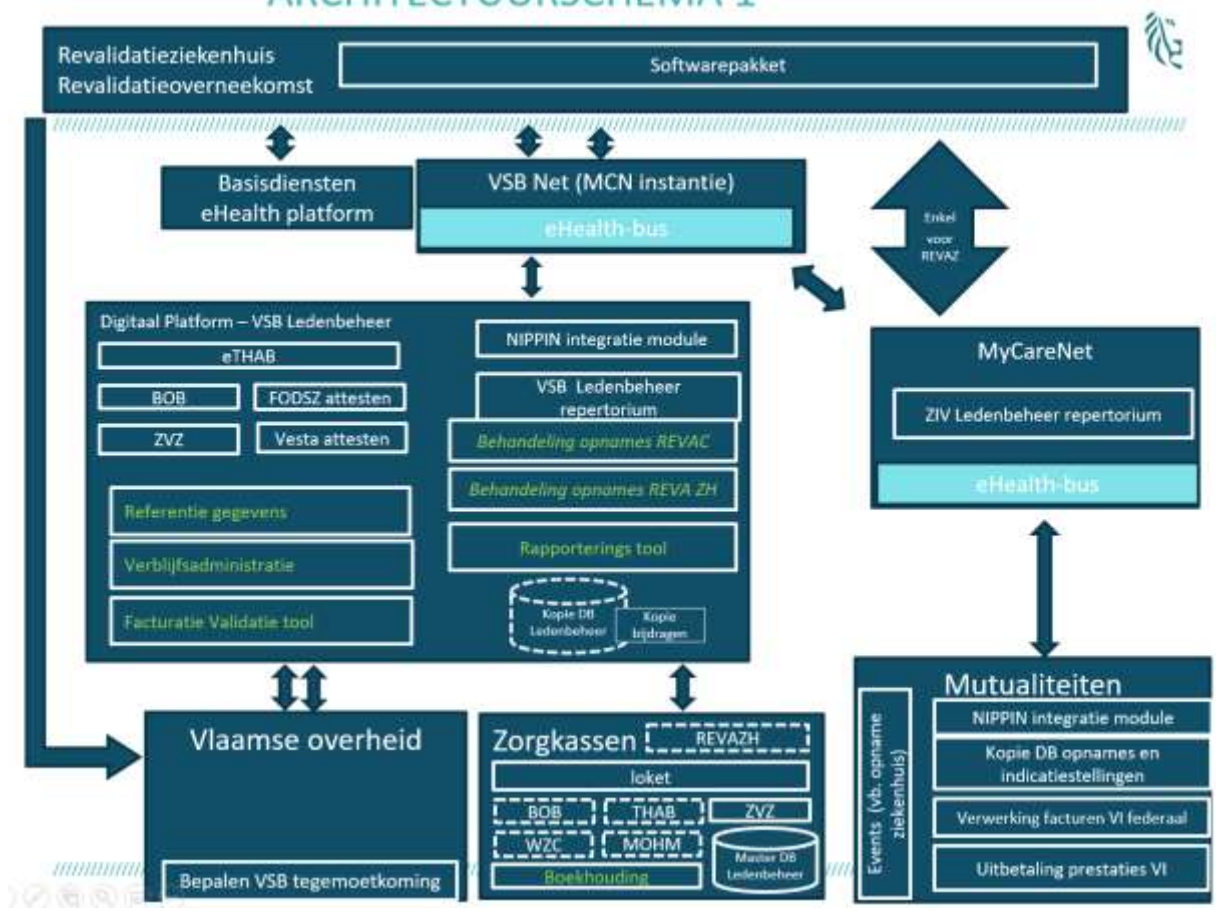 ARCHITECTUURSCHEMA 1
Revalidatieziekenhuis
Revalidatieoverneekomst
Softwarepakket
Basisdiensten
eHealth platform
VSB Net (MCN instantie)
eHealth-bus
Enkel
voor
REVAZ
Digitaal Platform – VSB Ledenbeheer
eTHAB
BOB
FODSZ attesten
ZVZ
Vesta attesten
Referentie gegevens
Verblijfsadministratie
Facturatie Validatie tool
NIPPIN integratie module
VSB Ledenbeheer
repertorium
Behandeling opnames REVAC
Behandeling opnames REVA ZH
Rapporterings tool
Kopie DB
Ledenbeheer
Kopie
bijdragen
MyCareNet
ZIV Ledenbeheer repertorium
eHealth-bus
Vlaamse overheid
Bepalen VSB tegemoetkoming
Zorgkassen
REVAZH
loket
BOB
THAB
ZVZ
WZC
MOHM
Master DB
Ledenbeheer
Boekhouding
Mutualiteiten
Events (vb. opname
ziekenhuis)
NIPPIN integratie module
Kopie DB opnames en
indicatiestellingen
Verwerking facturen VI federaal
Uitbetaling prestaties VI